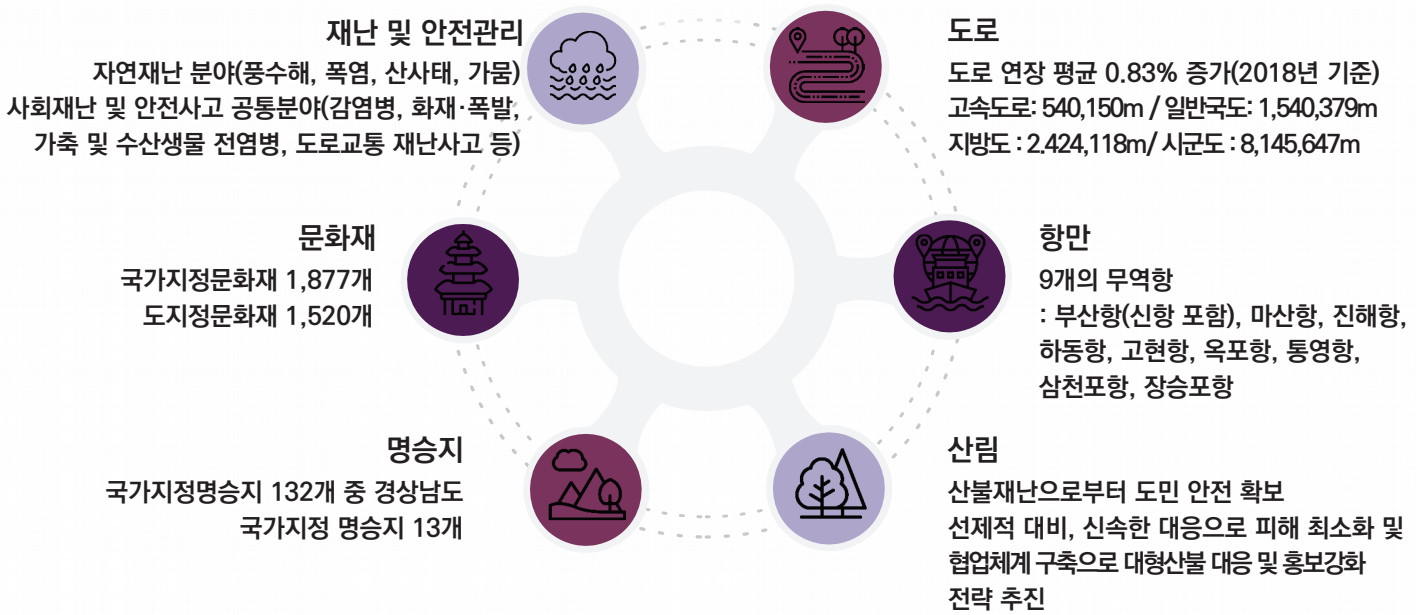 재난 및 안전관리
자연재난 분야(풍수해, 폭염, 산사태, 가뭄)
사회재난 및 안전사고 공통분야(감염병, 화재·폭발,
가축 및 수산생물 전염병, 도로교통 재난사고 등)
도로
도로 연장 평균 0.83% 증가(2018년 기준)
고속도로: 540,150m / 일반국도: 1,540,379m
지방도 : 2.424,118m/ 시군도 : 8,145,647m
문화재
국가지정문화재 1,877개
도지정문화재 1,520개
항만
9개의 무역항
: 부산항(신항 포함), 마산항, 진해항,
하동항, 고현항, 옥포항, 통영항,
삼천포항, 장승포항
명승지
국가지정명승지 132개 중 경상남도
국가지정 명승지 13개
산림
산불재난으로부터 도민 안전 확보
선제적 대비, 신속한 대응으로 피해 최소화 및
협업체계 구축으로 대형산불 대응 및 홍보강화
전략 추진